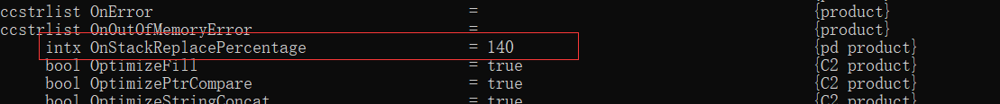 ccstrlist OnError = {product}
ccstrlist OnOutOfMemoryError = {product}
intx OnStackReplacePercentage = 140 {pd product}
bool OptimizeFill = true {C2 product}
bool OptimizePtrCompare = true {C2 product}
bool OptimizeStringConcat = true {C2 product}